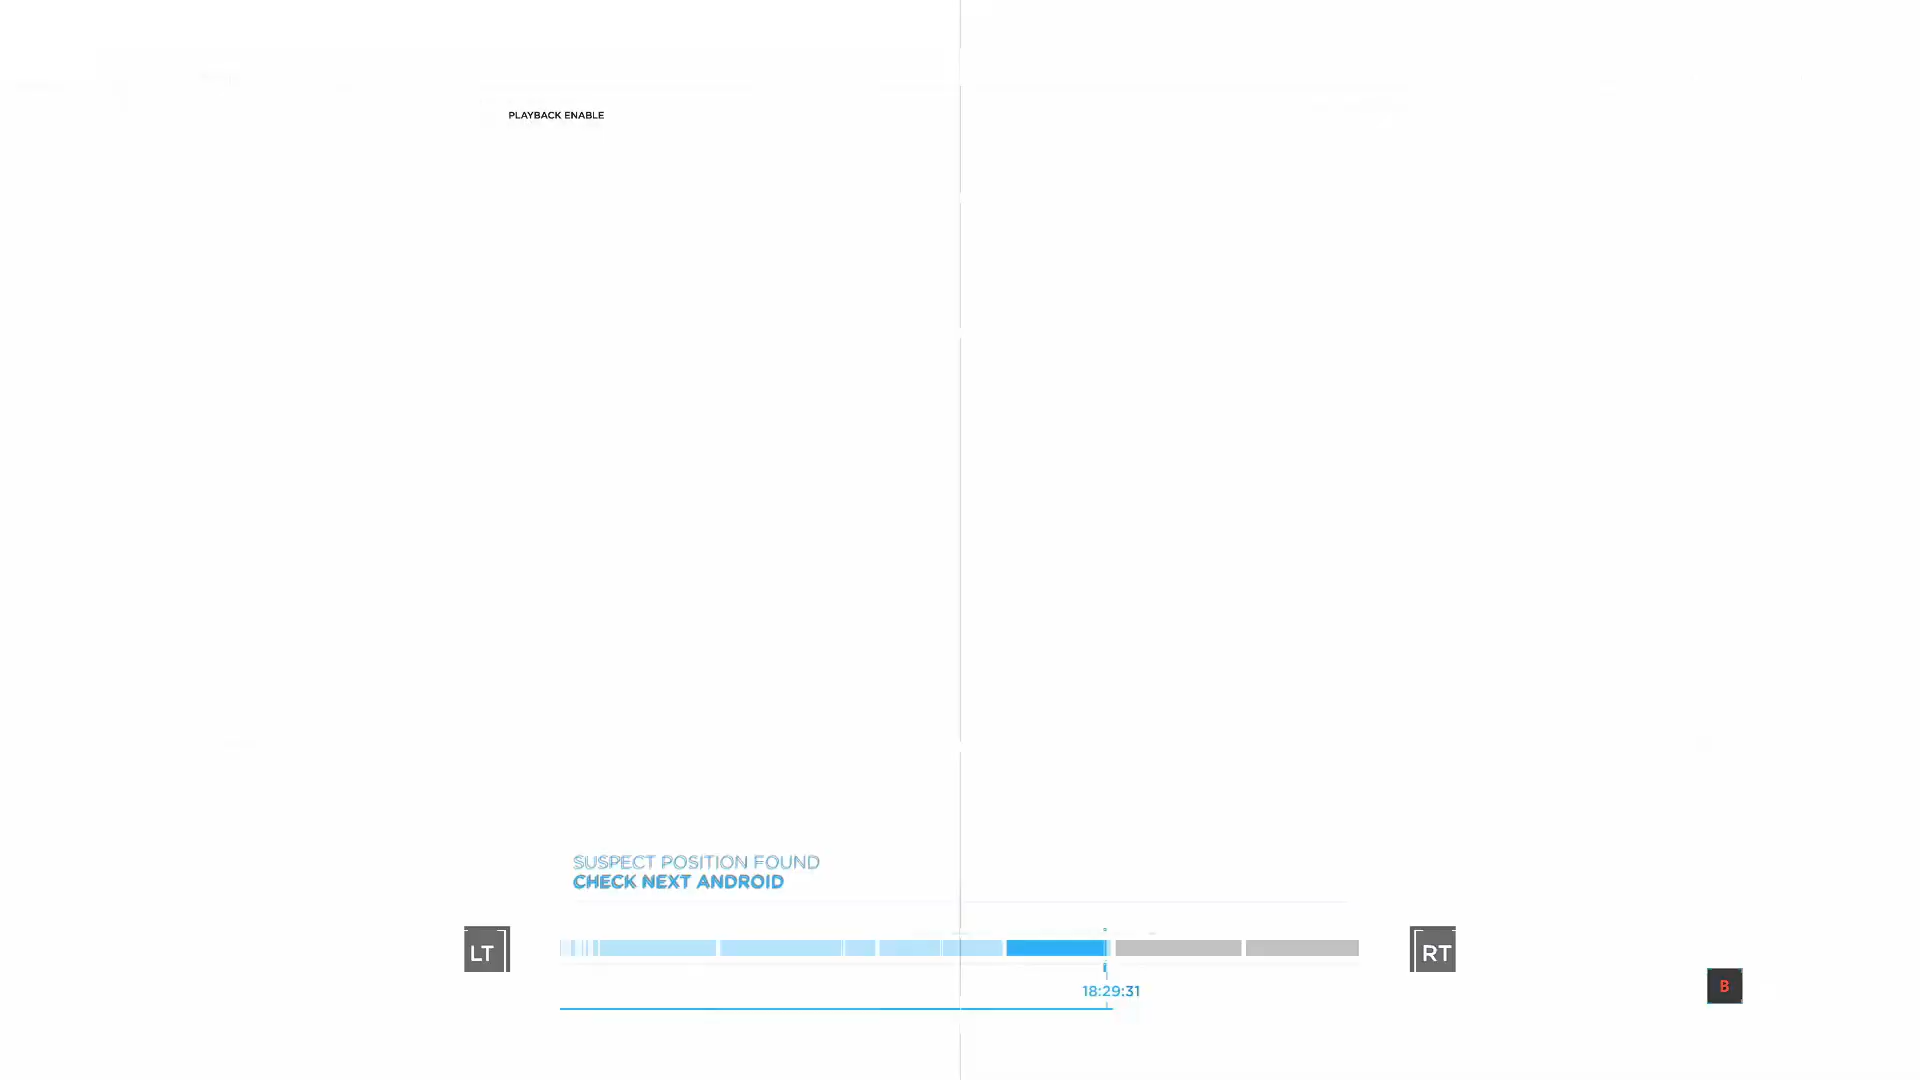 PLAYBACK ENABLE
SUSPECT POSITION FOUND
CHECK NEXT ANDROID
LT
RT
18:29:31
B